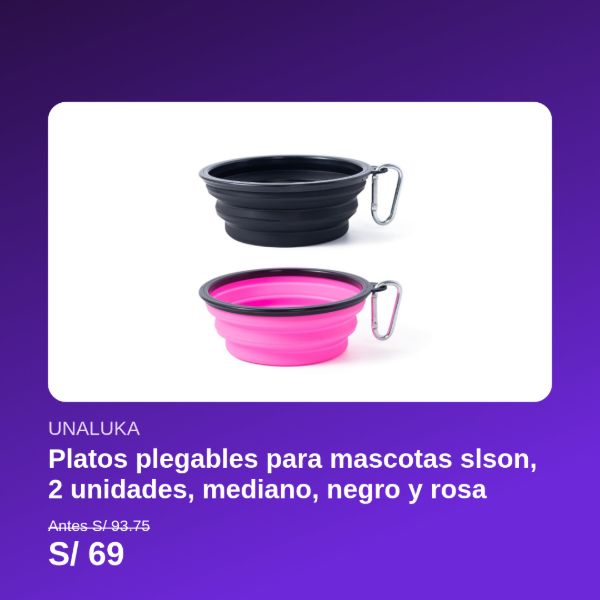 UNALUKA
Platos plegables para mascotas slson,
2 unidades, mediano, negro y rosa
Antes S/ 93.75
S/ 69